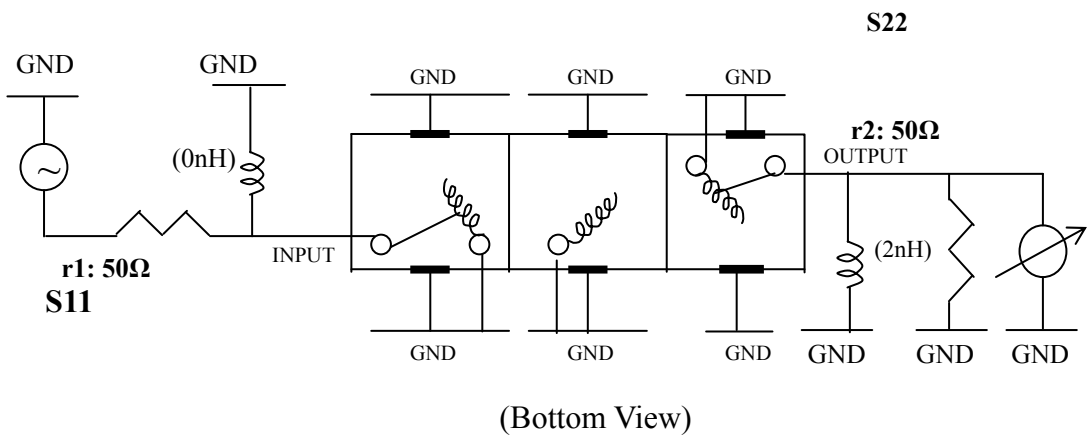 S22
GND
GND
GND
GND
GND
r2: 50Ω
OUTPUT
(0nH)
INPUT
(2nH)
r1: 50Ω
S11
GND
GND
GND
GND
GND
GND
(Bottom View)